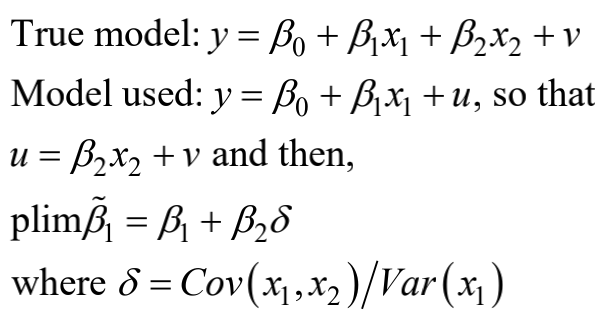 True model: y = β₀ + β₁x₁ + β₂x₂ + v
Model used: y = β₀ + β₁x₁ + u, so that
u = β₂x₂ + v and then,
plimβ̃₁ = β₁ + β₂δ
where δ = Cov(x₁, x₂)/Var(x₁)